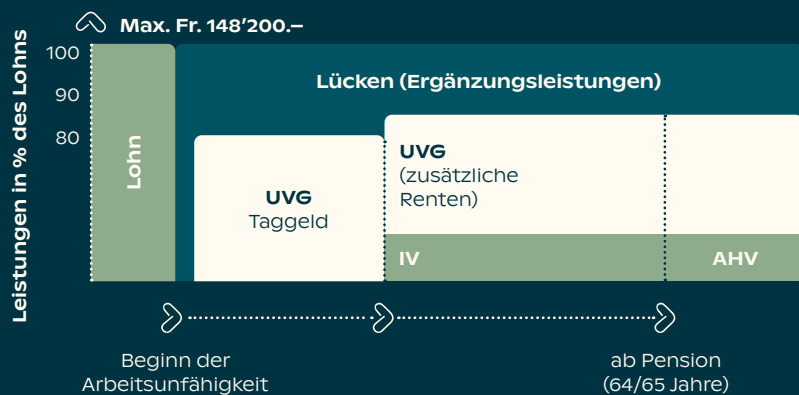 Max. Fr. 148’200.–
Leistungen in % des Lohns
100
90
80
Lohn
Lücken (Ergänzungsleistungen)
UVG
Taggeld
UVG
(zusätzliche
Renten)
IV
AHV
Beginn der
Arbeitsunfähigkeit
ab Pension
(64/65 Jahre)